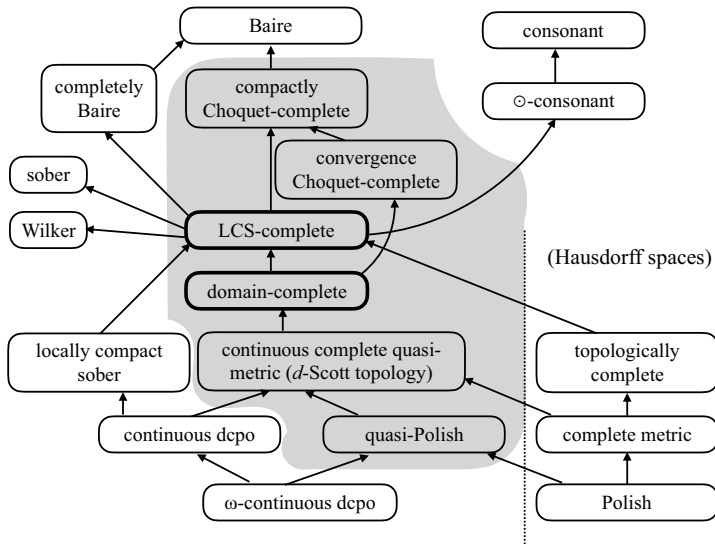 Baire
consonant
completely
Baire
compactly
Choquet-complete
⊙-consonant
convergence
Choquet-complete
sober
Wilker
LCS-complete
(Hausdorff spaces)
domain-complete
locally compact
sober
continuous complete quasi-
metric (d-Scott topology)
topologically
complete
continuous dcpo
quasi-Polish
complete metric
ω-continuous dcpo
Polish